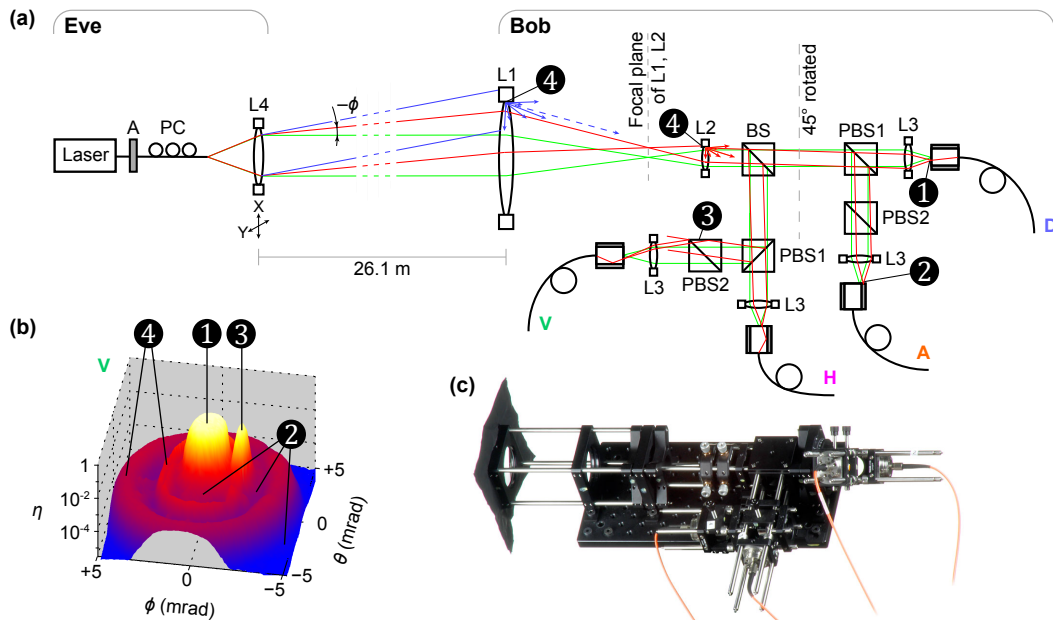 (a)
Eve
Bob
Laser
A
PC
L4
X
Y
−ϕ
L1
4
26.1 m
Focal plane
of L1, L2
4
L2
BS
45° rotated
PBS1
L3
1
D
PBS2
L3
2
A
3
L3
PBS2
PBS1
V
L3
H
(b)
V
4
1
3
2
1
10⁻²
10⁻⁴
η
+5
0
−5
ϕ (mrad)
+5
0
−5
θ (mrad)
(c)